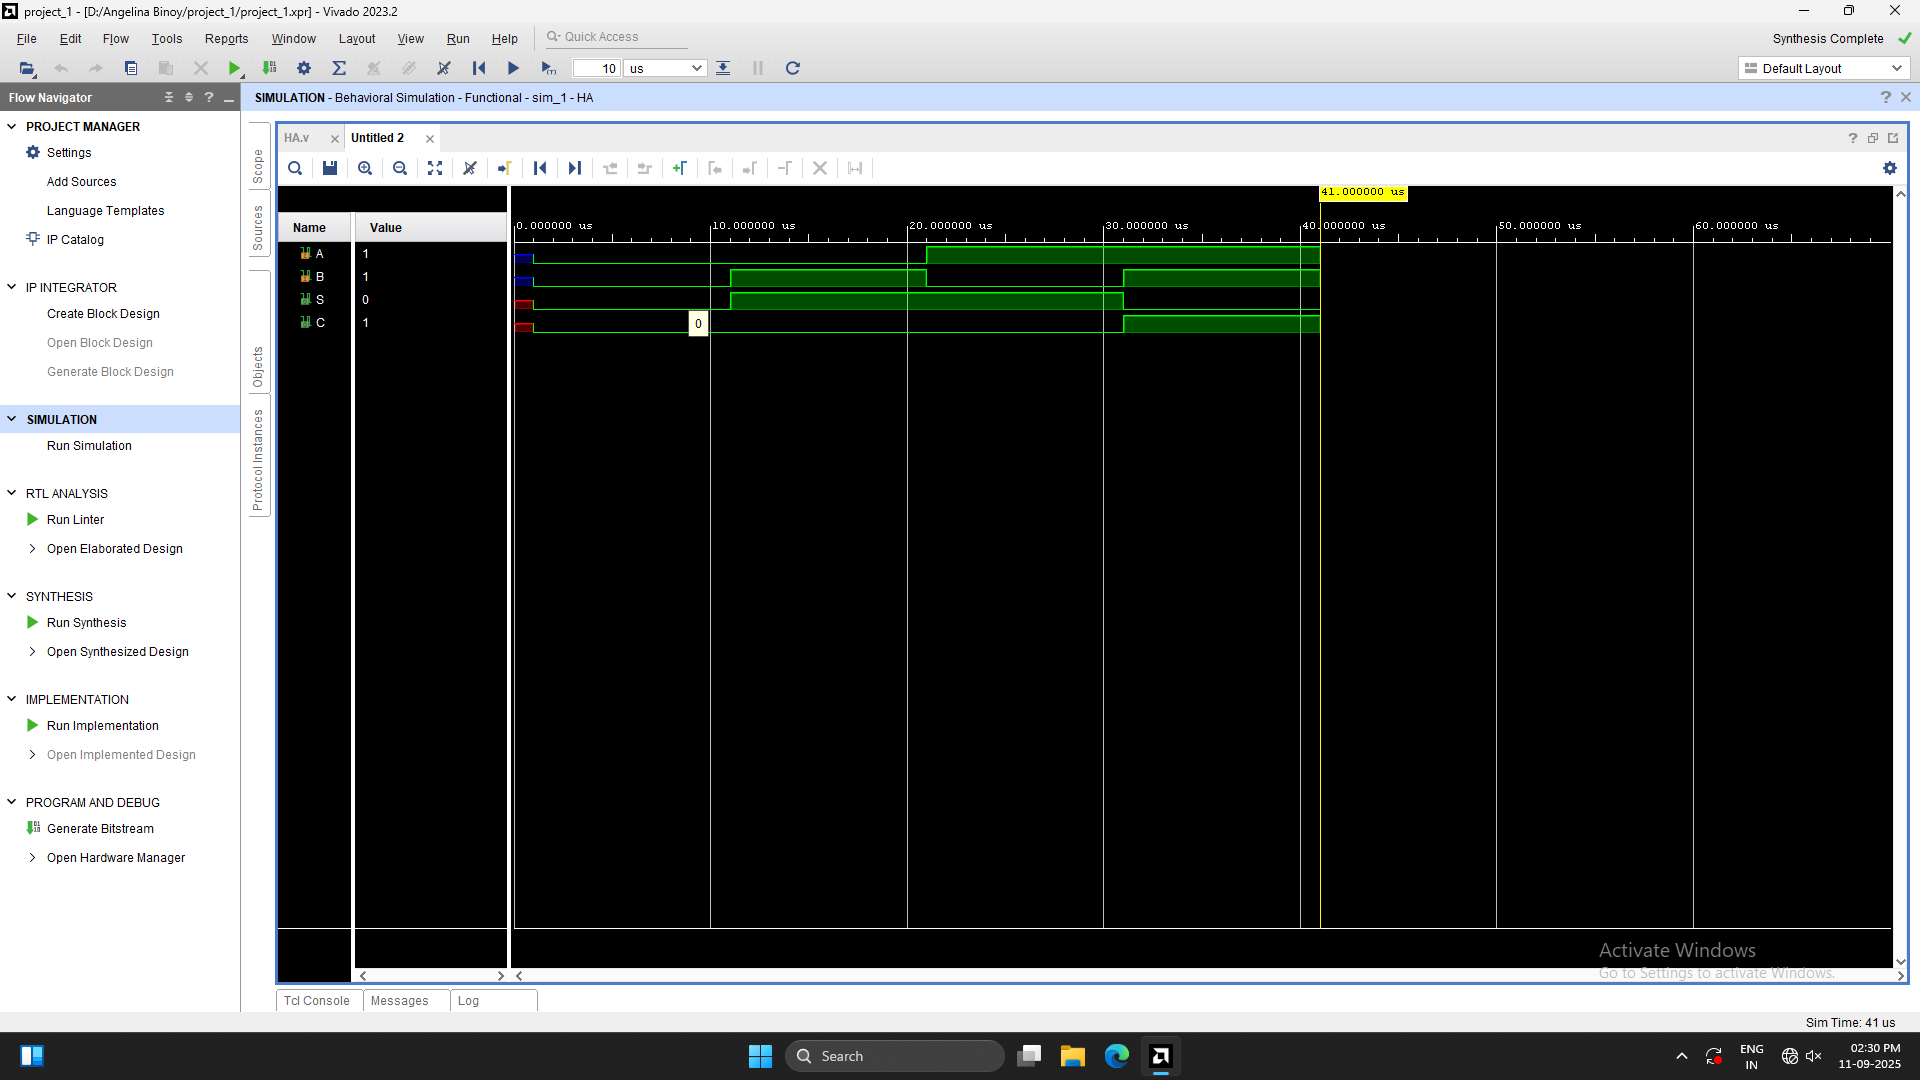 project_1 - [D:/Angelina Binoy/project_1/project_1.xpr] - Vivado 2023.2
File Edit Flow Tools Reports Window Layout View Run Help Quick Access
Synthesis Complete
10 us
Default Layout
Flow Navigator
SIMULATION - Behavioral Simulation - Functional - sim_1 - HA
PROJECT MANAGER
Settings
Add Sources
Language Templates
IP Catalog
IP INTEGRATOR
Create Block Design
Open Block Design
Generate Block Design
SIMULATION
Run Simulation
RTL ANALYSIS
Run Linter
Open Elaborated Design
SYNTHESIS
Run Synthesis
Open Synthesized Design
IMPLEMENTATION
Run Implementation
Open Implemented Design
PROGRAM AND DEBUG
Generate Bitstream
Open Hardware Manager
Scope
Sources
Objects
Protocol Instances
HA.v Untitled 2
41.000000 us
Name Value
0.000000 us 10.000000 us 20.000000 us 30.000000 us 40.000000 us 50.000000 us 60.000000 us
A 1
B 1
S 0
C 1
0
Activate Windows
Go to Settings to activate Windows.
Tcl Console Messages Log
Sim Time: 41 us
Search
ENG
IN
02:30 PM
11-09-2025